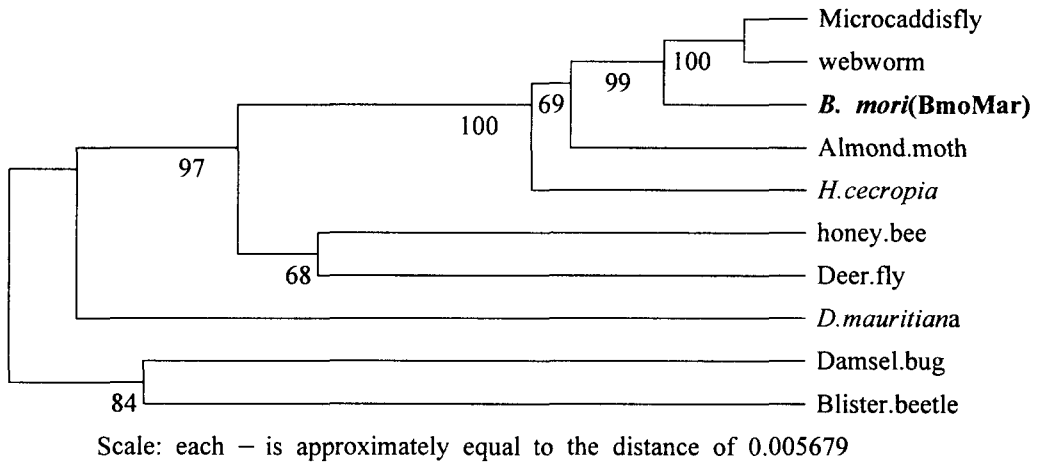 Microcaddisfly
100
webworm
69
99
B. mori(BmoMar)
100
Almond.moth
97
H.cecropia
honey.bee
68
Deer.fly
D.mauritiana
Damsel.bug
84
Blister.beetle
Scale: each – is approximately equal to the distance of 0.005679